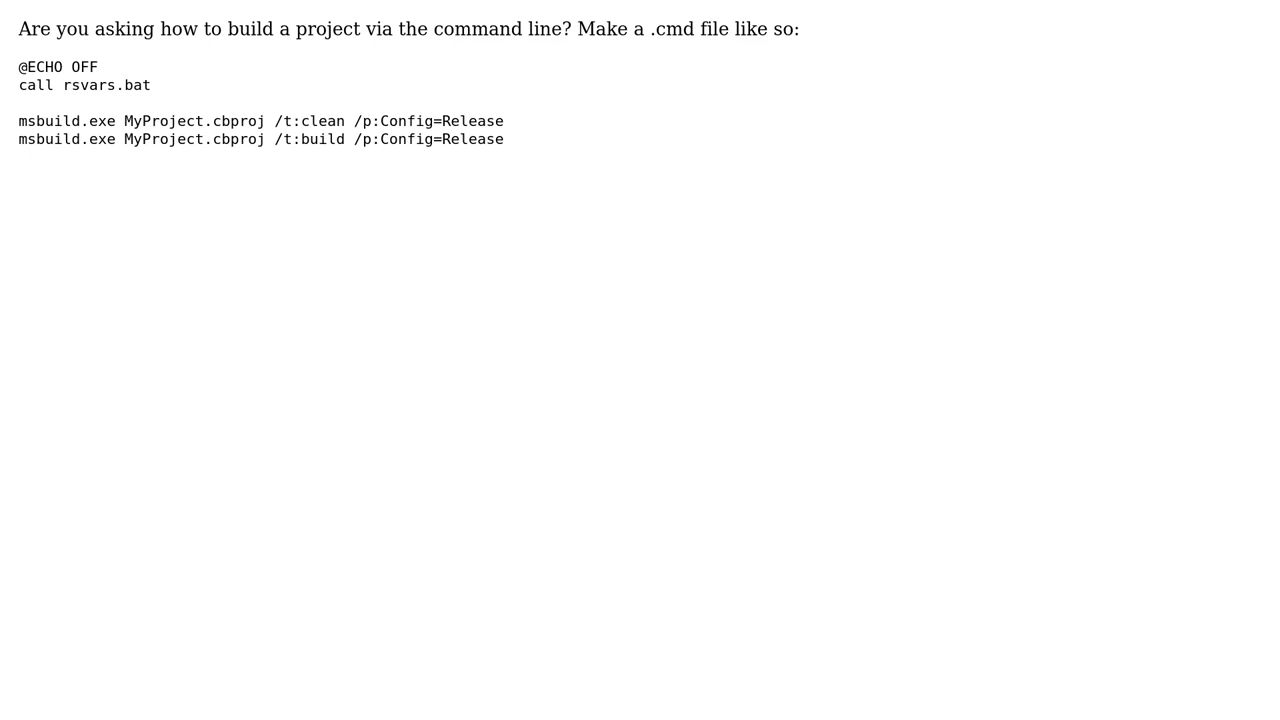 Are you asking how to build a project via the command line? Make a .cmd file like so:
@ECHO OFF
call rsvars.bat
msbuild.exe MyProject.cbproj /t:clean /p:Config=Release
msbuild.exe MyProject.cbproj /t:build /p:Config=Release